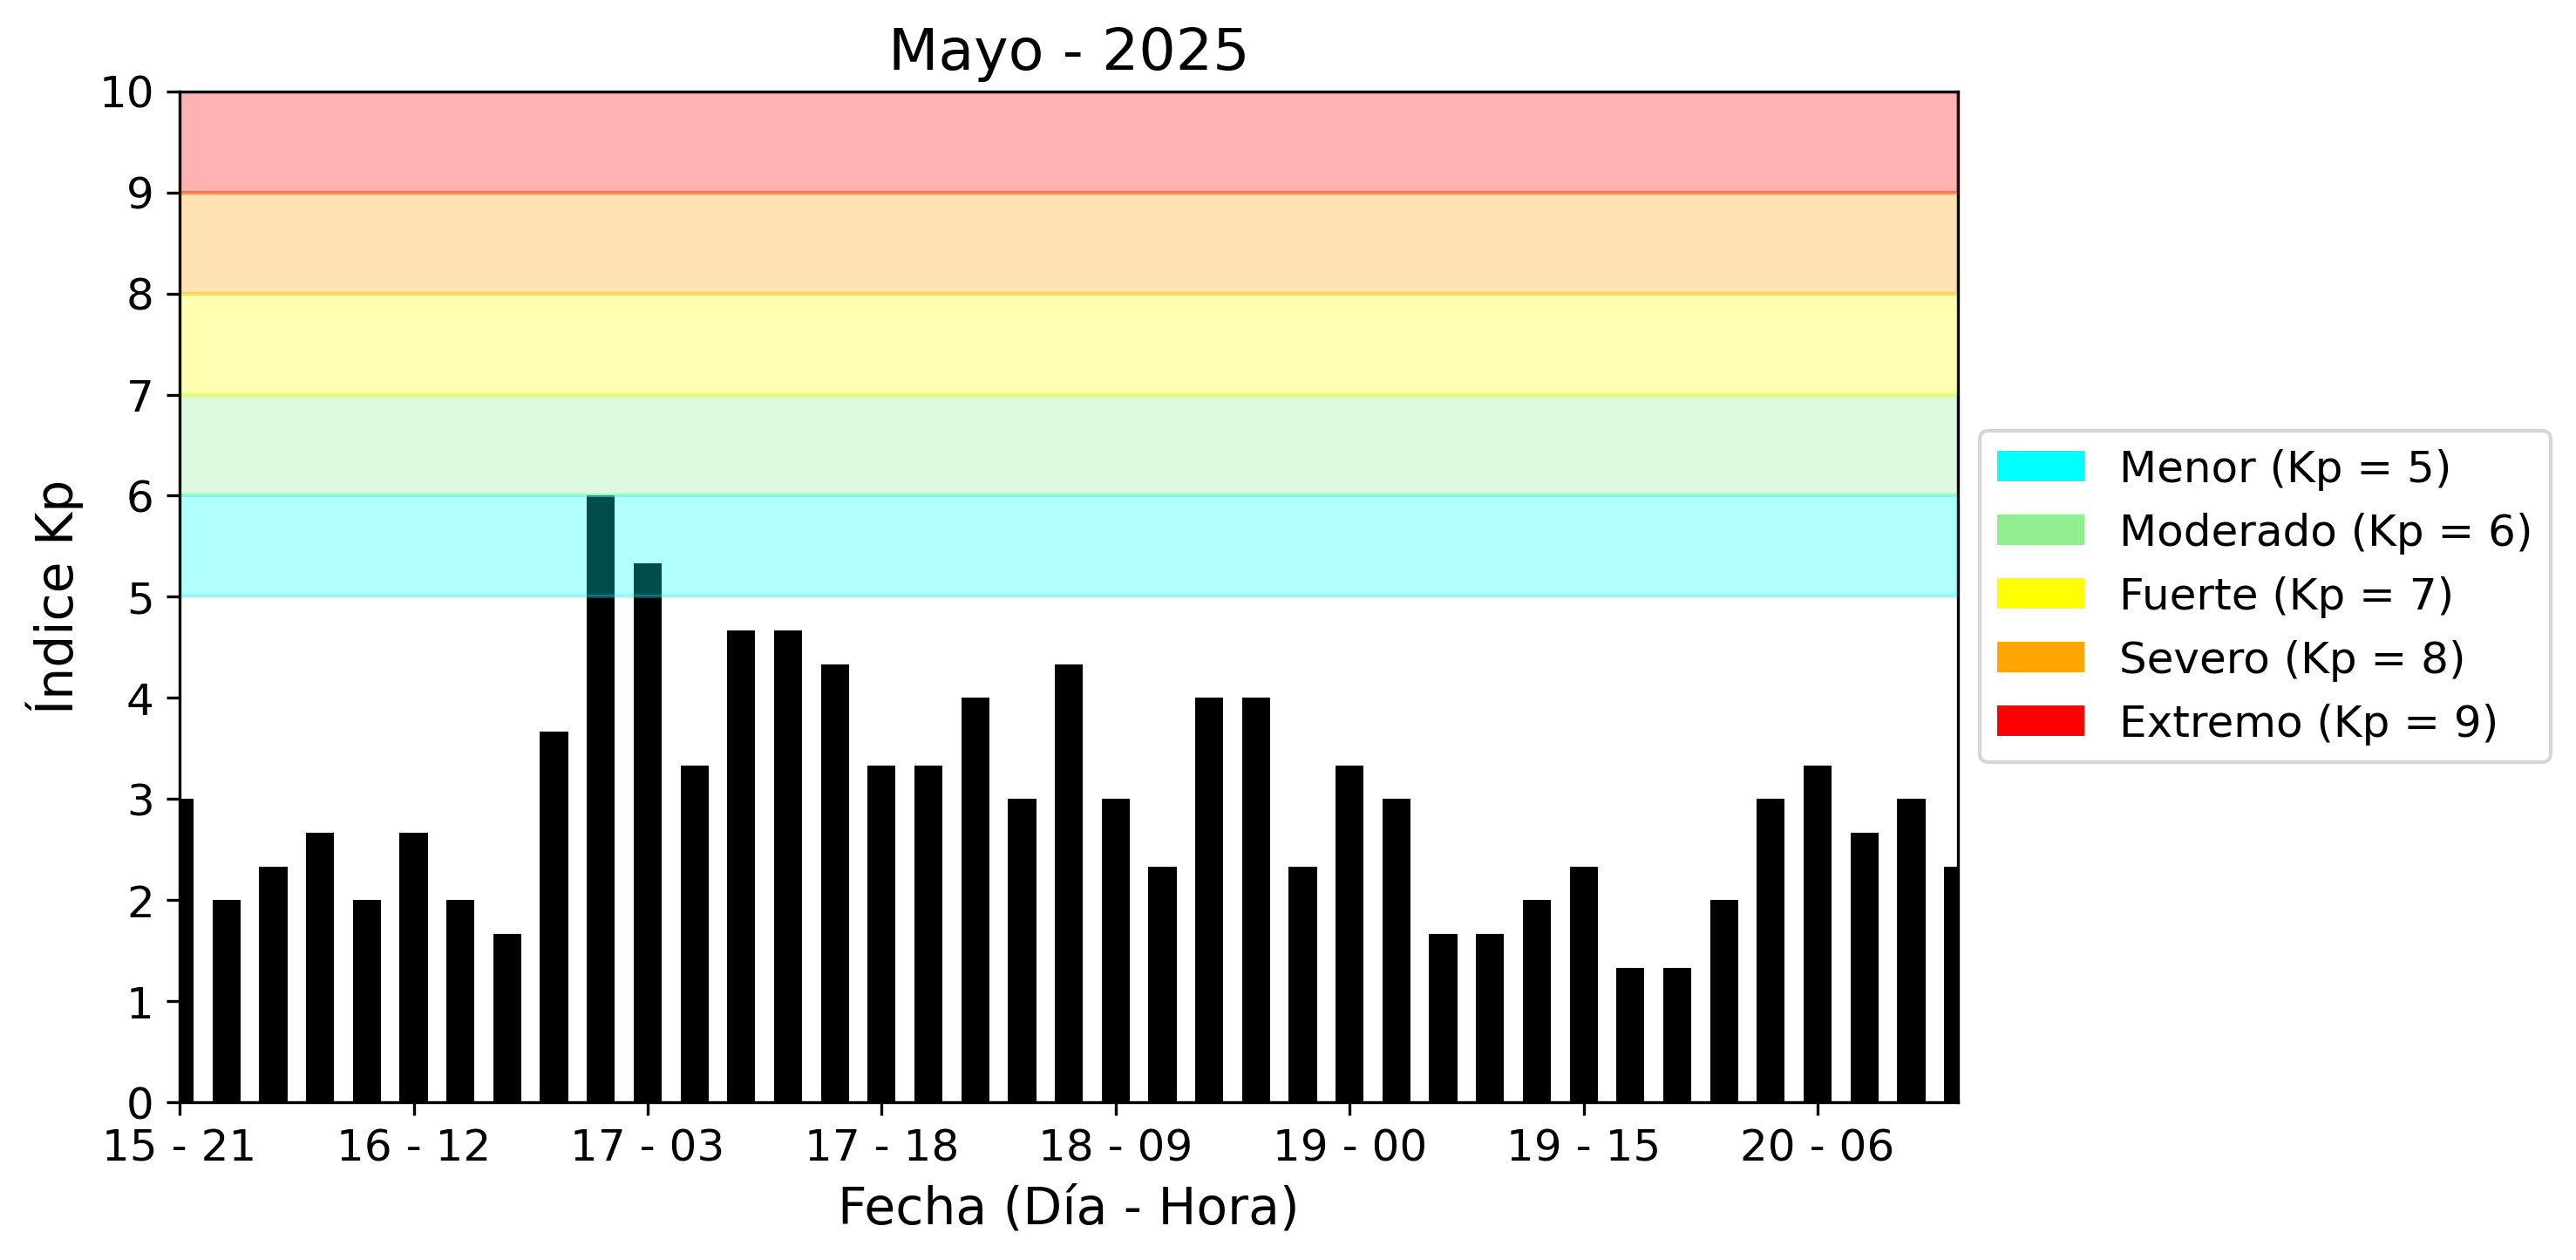 Mayo - 2025
10
9
8
7
6
5
4
3
2
1
0
Índice Kp
15 - 21
16 - 12
17 - 03
17 - 18
18 - 09
19 - 00
19 - 15
20 - 06
Fecha (Día - Hora)
Menor (Kp = 5)
Moderado (Kp = 6)
Fuerte (Kp = 7)
Severo (Kp = 8)
Extremo (Kp = 9)